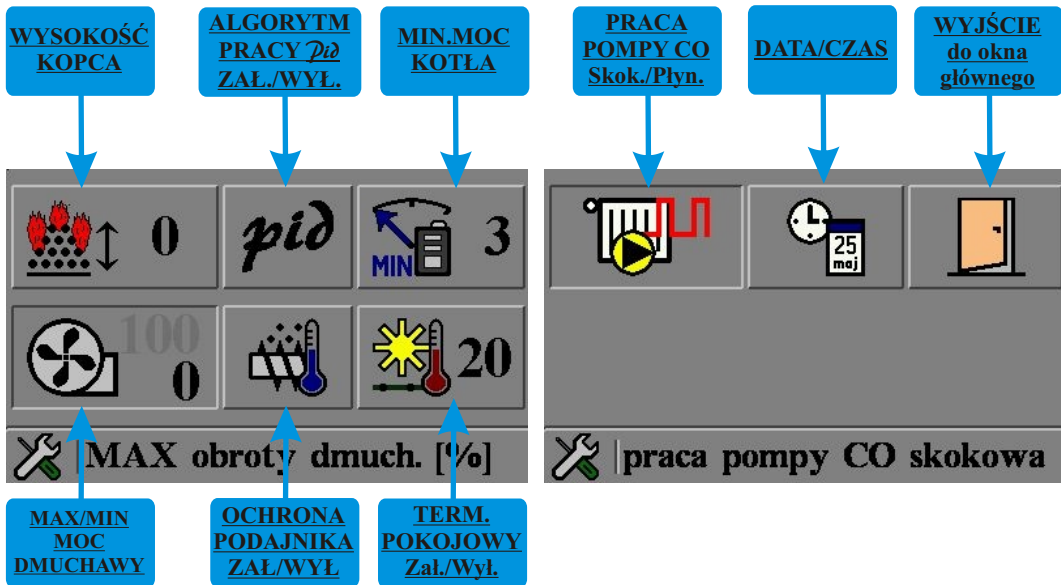 WYSOKOŚĆ
KOPCA
ALGORYTM
PRACY Pid
ZAŁ./WYŁ.
MIN.MOC
KOTŁA
PRACA
POMPY CO
Skok./Płyn.
DATA/CZAS
WYJŚCIE
do okna
głównego
0
pid
MIN
3
25
maj
100
0
20
MAX obroty dmuch. [%]
praca pompy CO skokowa
MAX/MIN
MOC
DMUCHAWY
OCHRONA
PODAJNIKA
ZAŁ/WYŁ
TERM.
POKOJOWY
Zał./Wył.